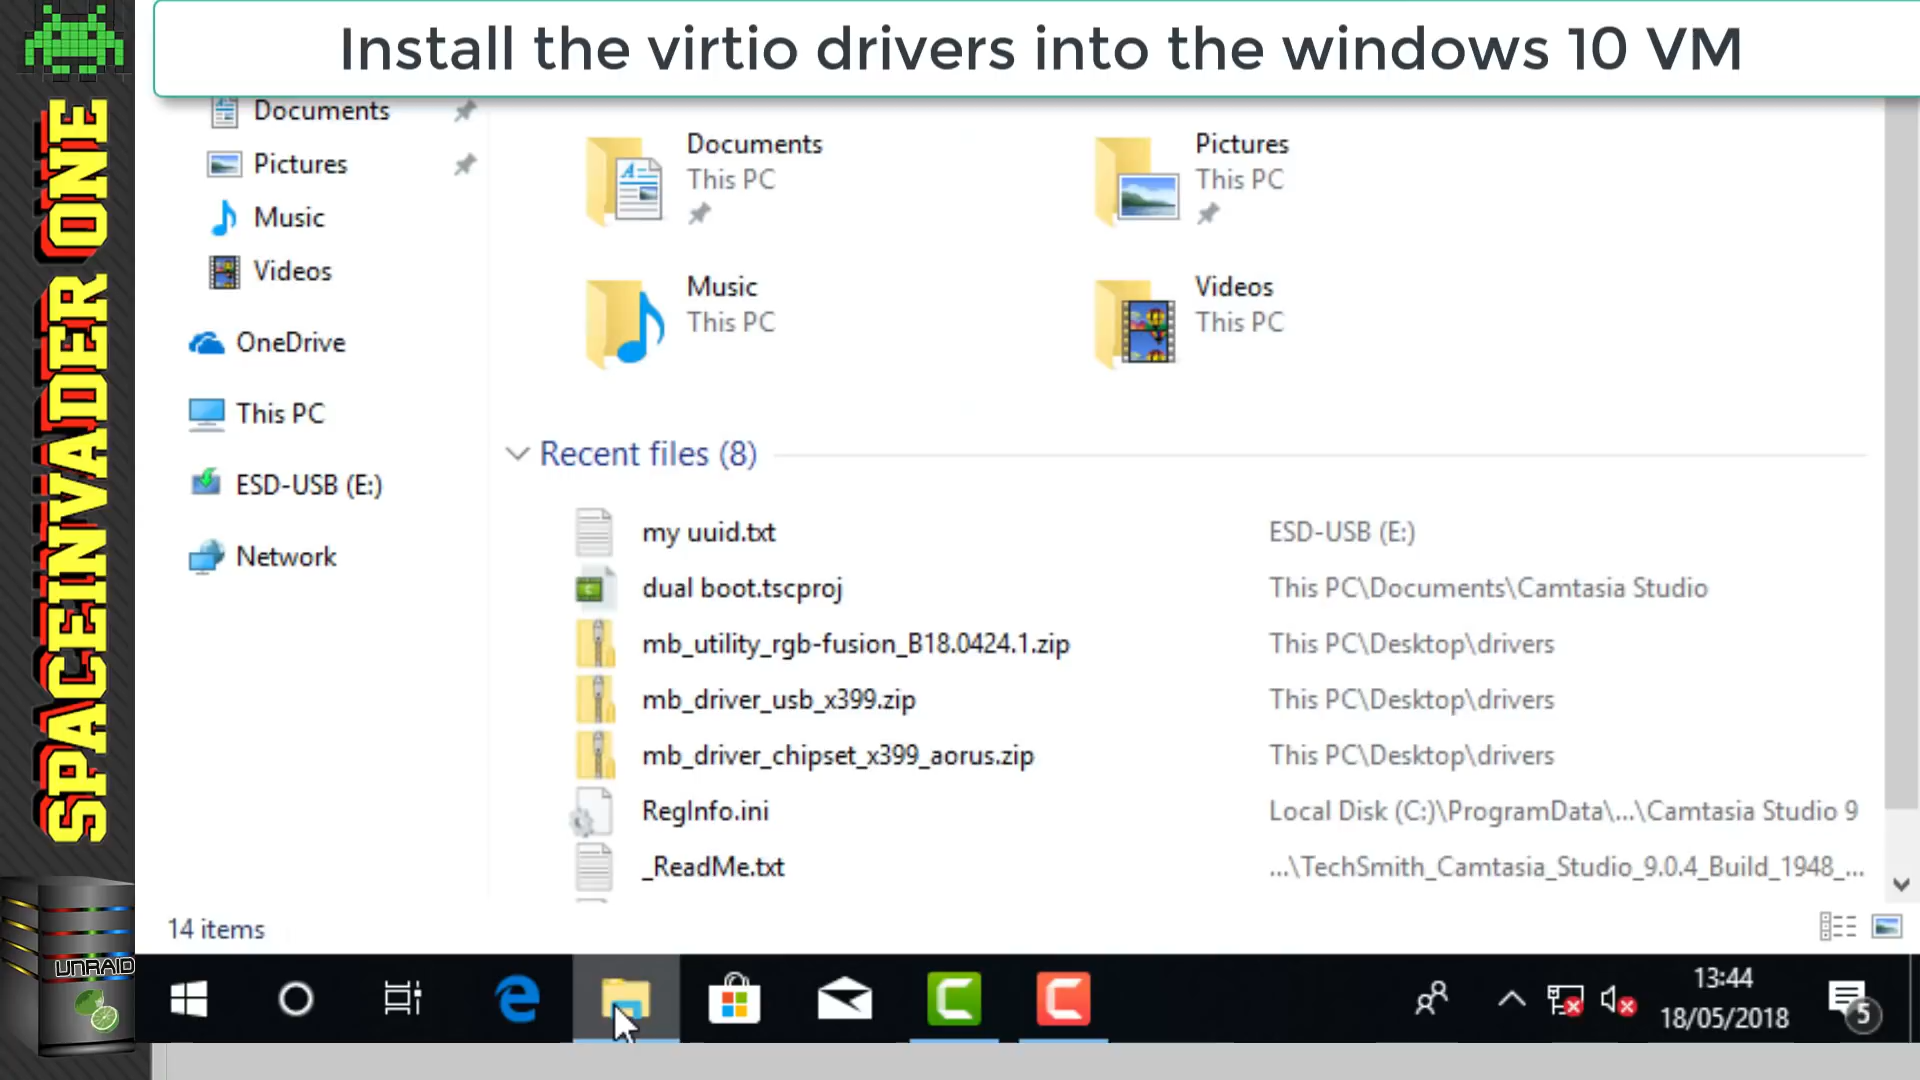 Install the virtio drivers into the windows 10 VM
SPACEINVADER ONE
UNRAID
Documents
Pictures
Music
Videos
OneDrive
This PC
ESD-USB (E:)
Network
Documents
This PC
Pictures
This PC
Music
This PC
Videos
This PC
Recent files (8)
my uuid.txt ESD-USB (E:)
dual boot.tscproj This PC\Documents\Camtasia Studio
mb_utility_rgb-fusion_B18.0424.1.zip This PC\Desktop\drivers
mb_driver_usb_x399.zip This PC\Desktop\drivers
mb_driver_chipset_x399_aorus.zip This PC\Desktop\drivers
RegInfo.ini Local Disk (C:)\ProgramData\...\Camtasia Studio 9
_ReadMe.txt ...\TechSmith_Camtasia_Studio_9.0.4_Build_1948_...
14 items
13:44
18/05/2018
5